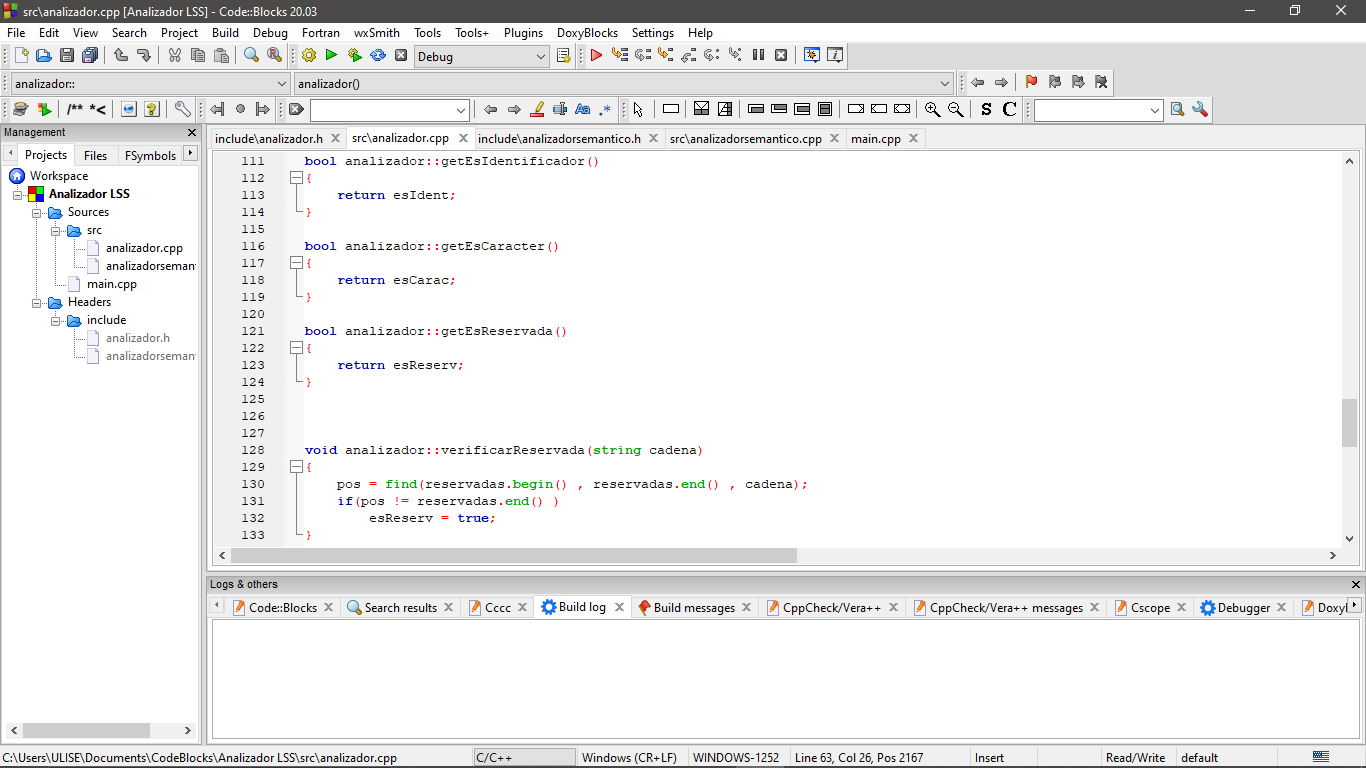 src\analizador.cpp [Analizador LSS] - Code::Blocks 20.03
File Edit View Search Project Build Debug Fortran wxSmith Tools Tools+ Plugins DoxyBlocks Settings Help
Debug
analizador:: analizador()
/** *< Aa .* S C
Management
Projects Files FSymbols
include\analizador.h src\analizador.cpp include\analizadorsemantico.h src\analizadorsemantico.cpp main.cpp
Workspace
Analizador LSS
Sources
src
analizador.cpp
analizadorseman
main.cpp
Headers
include
analizador.h
analizadorseman
111 bool analizador::getEsIdentificador()
112 {
113 return esIdent;
114 }
115
116 bool analizador::getEsCaracter()
117 {
118 return esCarac;
119 }
120
121 bool analizador::getEsReservada()
122 {
123 return esReserv;
124 }
125
126
127
128 void analizador::verificarReservada(string cadena)
129 {
130 pos = find(reservadas.begin() , reservadas.end() , cadena);
131 if(pos != reservadas.end() )
132 esReserv = true;
133 }
Logs & others
Code::Blocks Search results Cccc Build log Build messages CppCheck/Vera++ CppCheck/Vera++ messages Cscope Debugger Doxyl
C:\Users\ULISE\Documents\CodeBlocks\Analizador LSS\src\analizador.cpp C/C++ Windows (CR+LF) WINDOWS-1252 Line 63, Col 26, Pos 2167 Insert Read/Write default